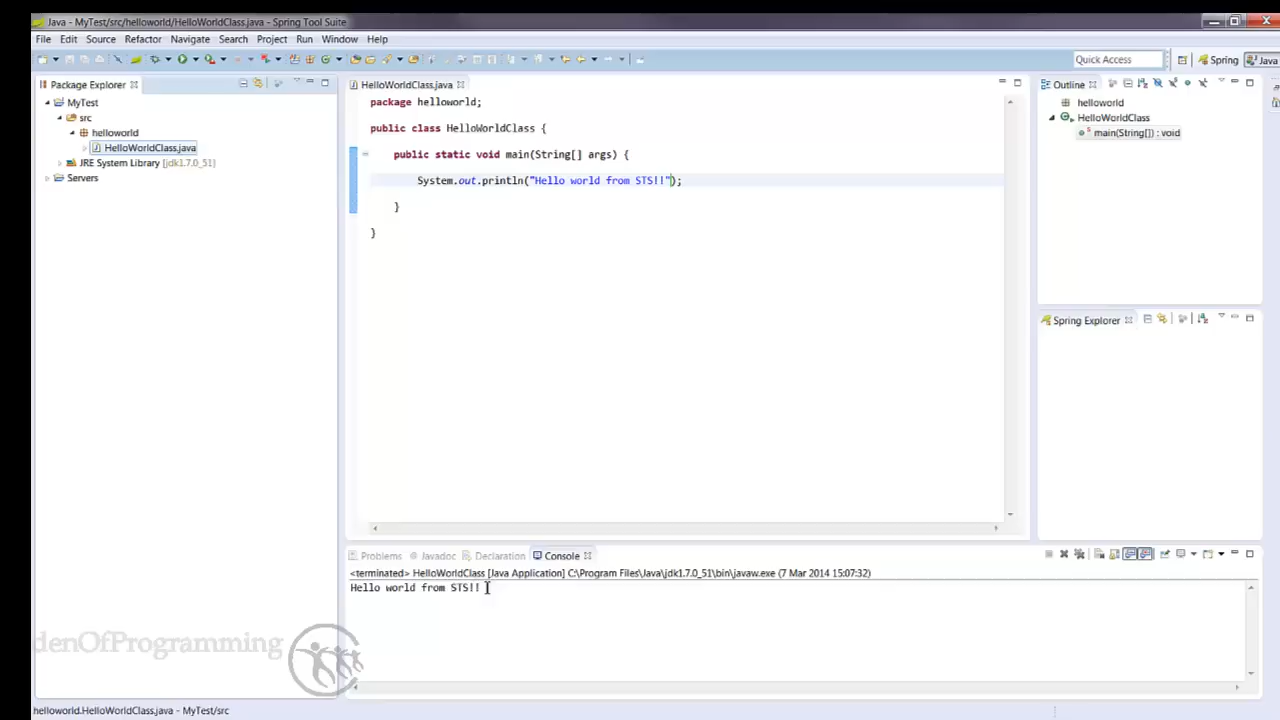 Java - MyTest/src/helloworld/HelloWorldClass.java - Spring Tool Suite
File Edit Source Refactor Navigate Search Project Run Window Help
Quick Access Spring Java
Package Explorer
MyTest
src
helloworld
HelloWorldClass.java
JRE System Library [jdk1.7.0_51]
Servers
HelloWorldClass.java
package helloworld;
public class HelloWorldClass {
public static void main(String[] args) {
System.out.println("Hello world from STS!!");
}
}
Outline
helloworld
HelloWorldClass
main(String[]) : void
Spring Explorer
Problems Javadoc Declaration Console
<terminated> HelloWorldClass [Java Application] C:\Program Files\Java\jdk1.7.0_51\bin\javaw.exe (7 Mar 2014 15:07:32)
Hello world from STS!!
denOfProgramming
helloworld.HelloWorldClass.java - MyTest/src